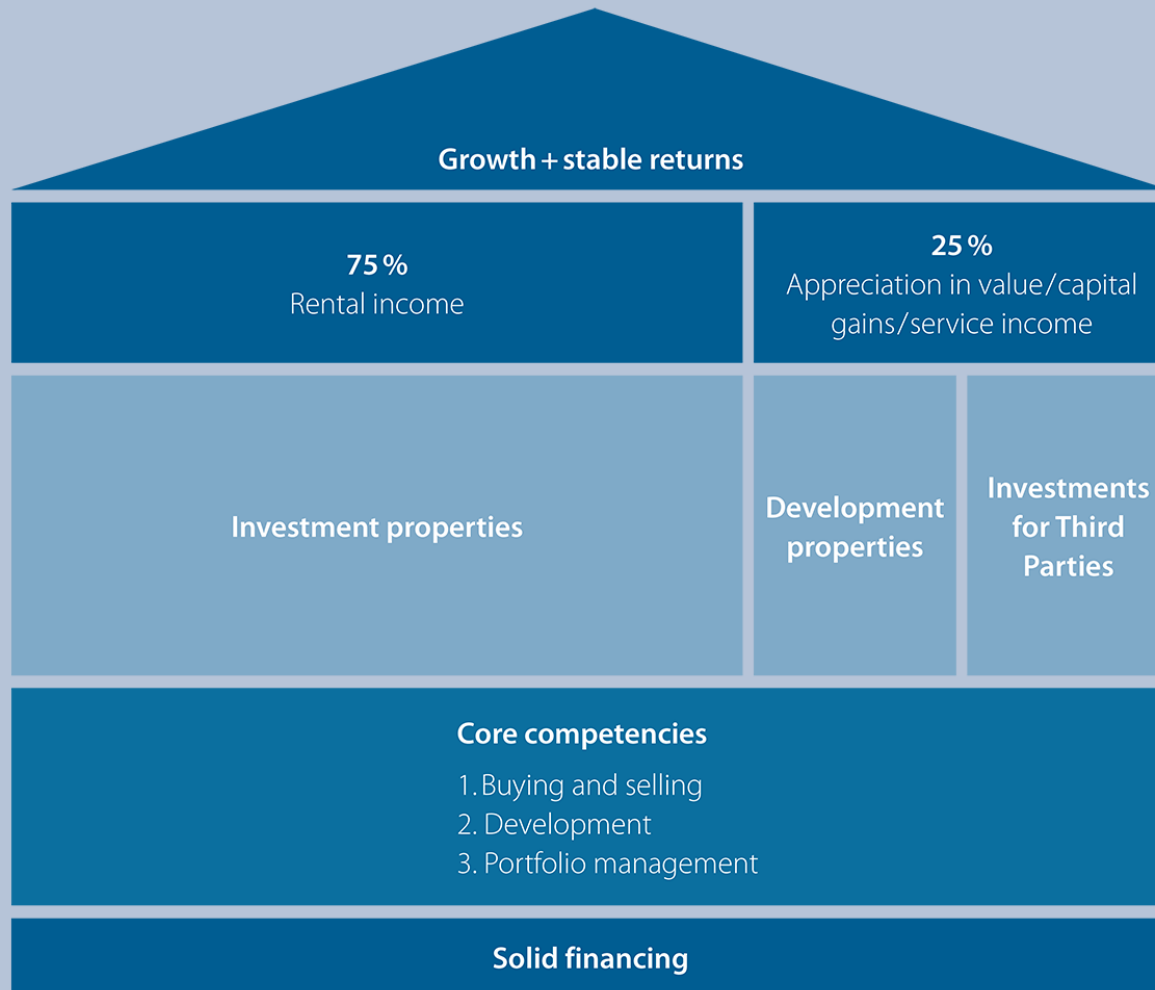 Growth + stable returns
75 %
Rental income
25 %
Appreciation in value/capital
gains/service income
Investment properties
Development
properties
Investments
for Third
Parties
Core competencies
1. Buying and selling
2. Development
3. Portfolio management
Solid financing